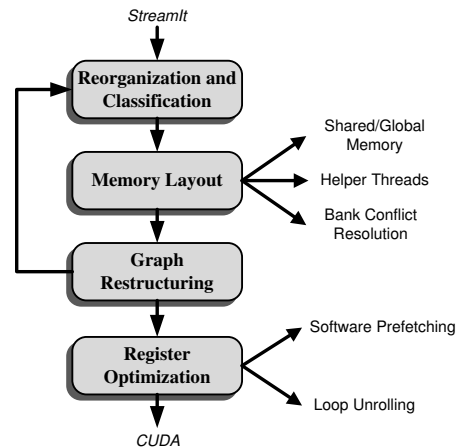 StreamIt
Reorganization and
Classification
Shared/Global
Memory
Memory Layout
Helper Threads
Bank Conflict
Resolution
Graph
Restructuring
Software Prefetching
Register
Optimization
Loop Unrolling
CUDA